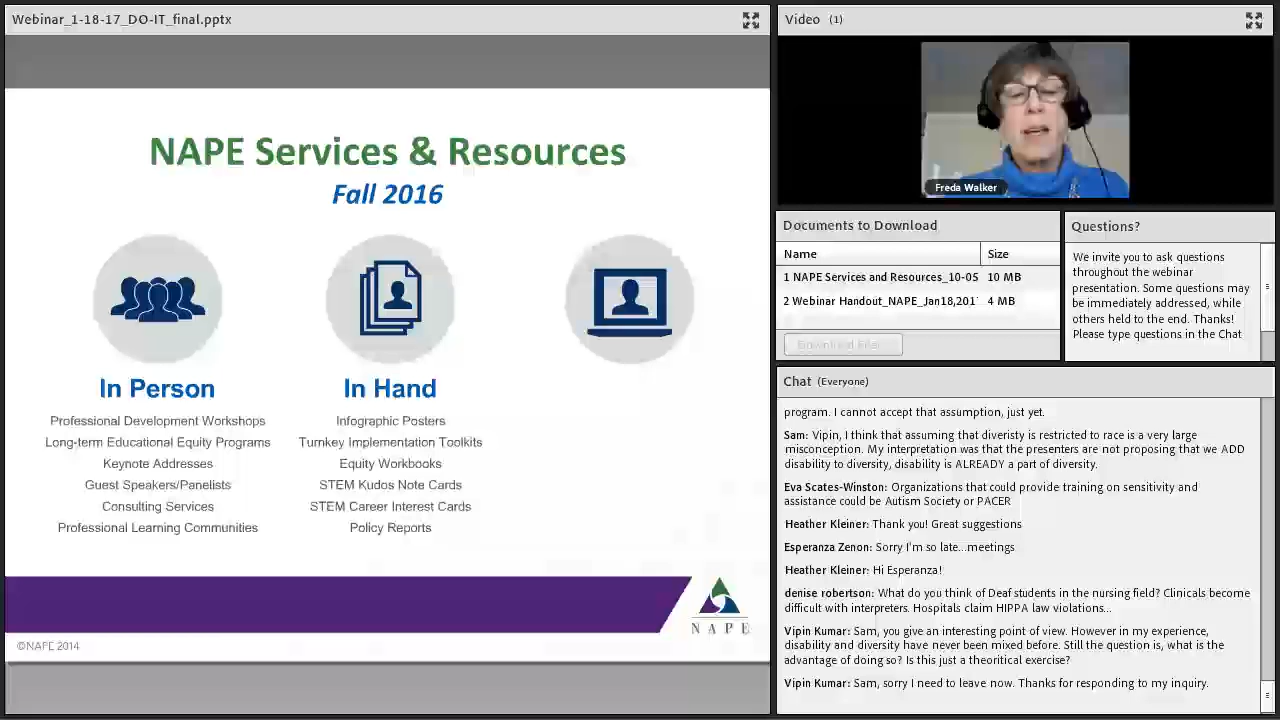 Webinar_1-18-17_DO-IT_final.pptx
NAPE Services & Resources
Fall 2016
In Person
Professional Development Workshops
Long-term Educational Equity Programs
Keynote Addresses
Guest Speakers/Panelists
Consulting Services
Professional Learning Communities
In Hand
Infographic Posters
Turnkey Implementation Toolkits
Equity Workbooks
STEM Kudos Note Cards
STEM Career Interest Cards
Policy Reports
NAPE
©NAPE 2014
Video (1)
Freda Walker
Documents to Download
Name Size
1 NAPE Services and Resources_10-05 10 MB
2 Webinar Handout_NAPE_Jan18,201 4 MB
Download File
Questions?
We invite you to ask questions
throughout the webinar
presentation. Some questions may
be immediately addressed, while
others held to the end. Thanks!
Please type questions in the Chat
Chat (Everyone)
program. I cannot accept that assumption, just yet.
Sam: Vipin, I think that assuming that diveristy is restricted to race is a very large
misconception. My interpretation was that the presenters are not proposing that we ADD
disability to diversity, disability is ALREADY a part of diversity.
Eva Scates-Winston: Organizations that could provide training on sensitivity and
assistance could be Autism Society or PACER
Heather Kleiner: Thank you! Great suggestions
Esperanza Zenon: Sorry I'm so late...meetings
Heather Kleiner: Hi Esperanza!
denise robertson: What do you think of Deaf students in the nursing field? Clinicals become
difficult with interpreters. Hospitals claim HIPPA law violations...
Vipin Kumar: Sam, you give an interesting point of view. However in my experience,
disability and diversity have never been mixed before. Still the question is, what is the
advantage of doing so? Is this just a theoritical exercise?
Vipin Kumar: Sam, sorry I need to leave now. Thanks for responding to my inquiry.